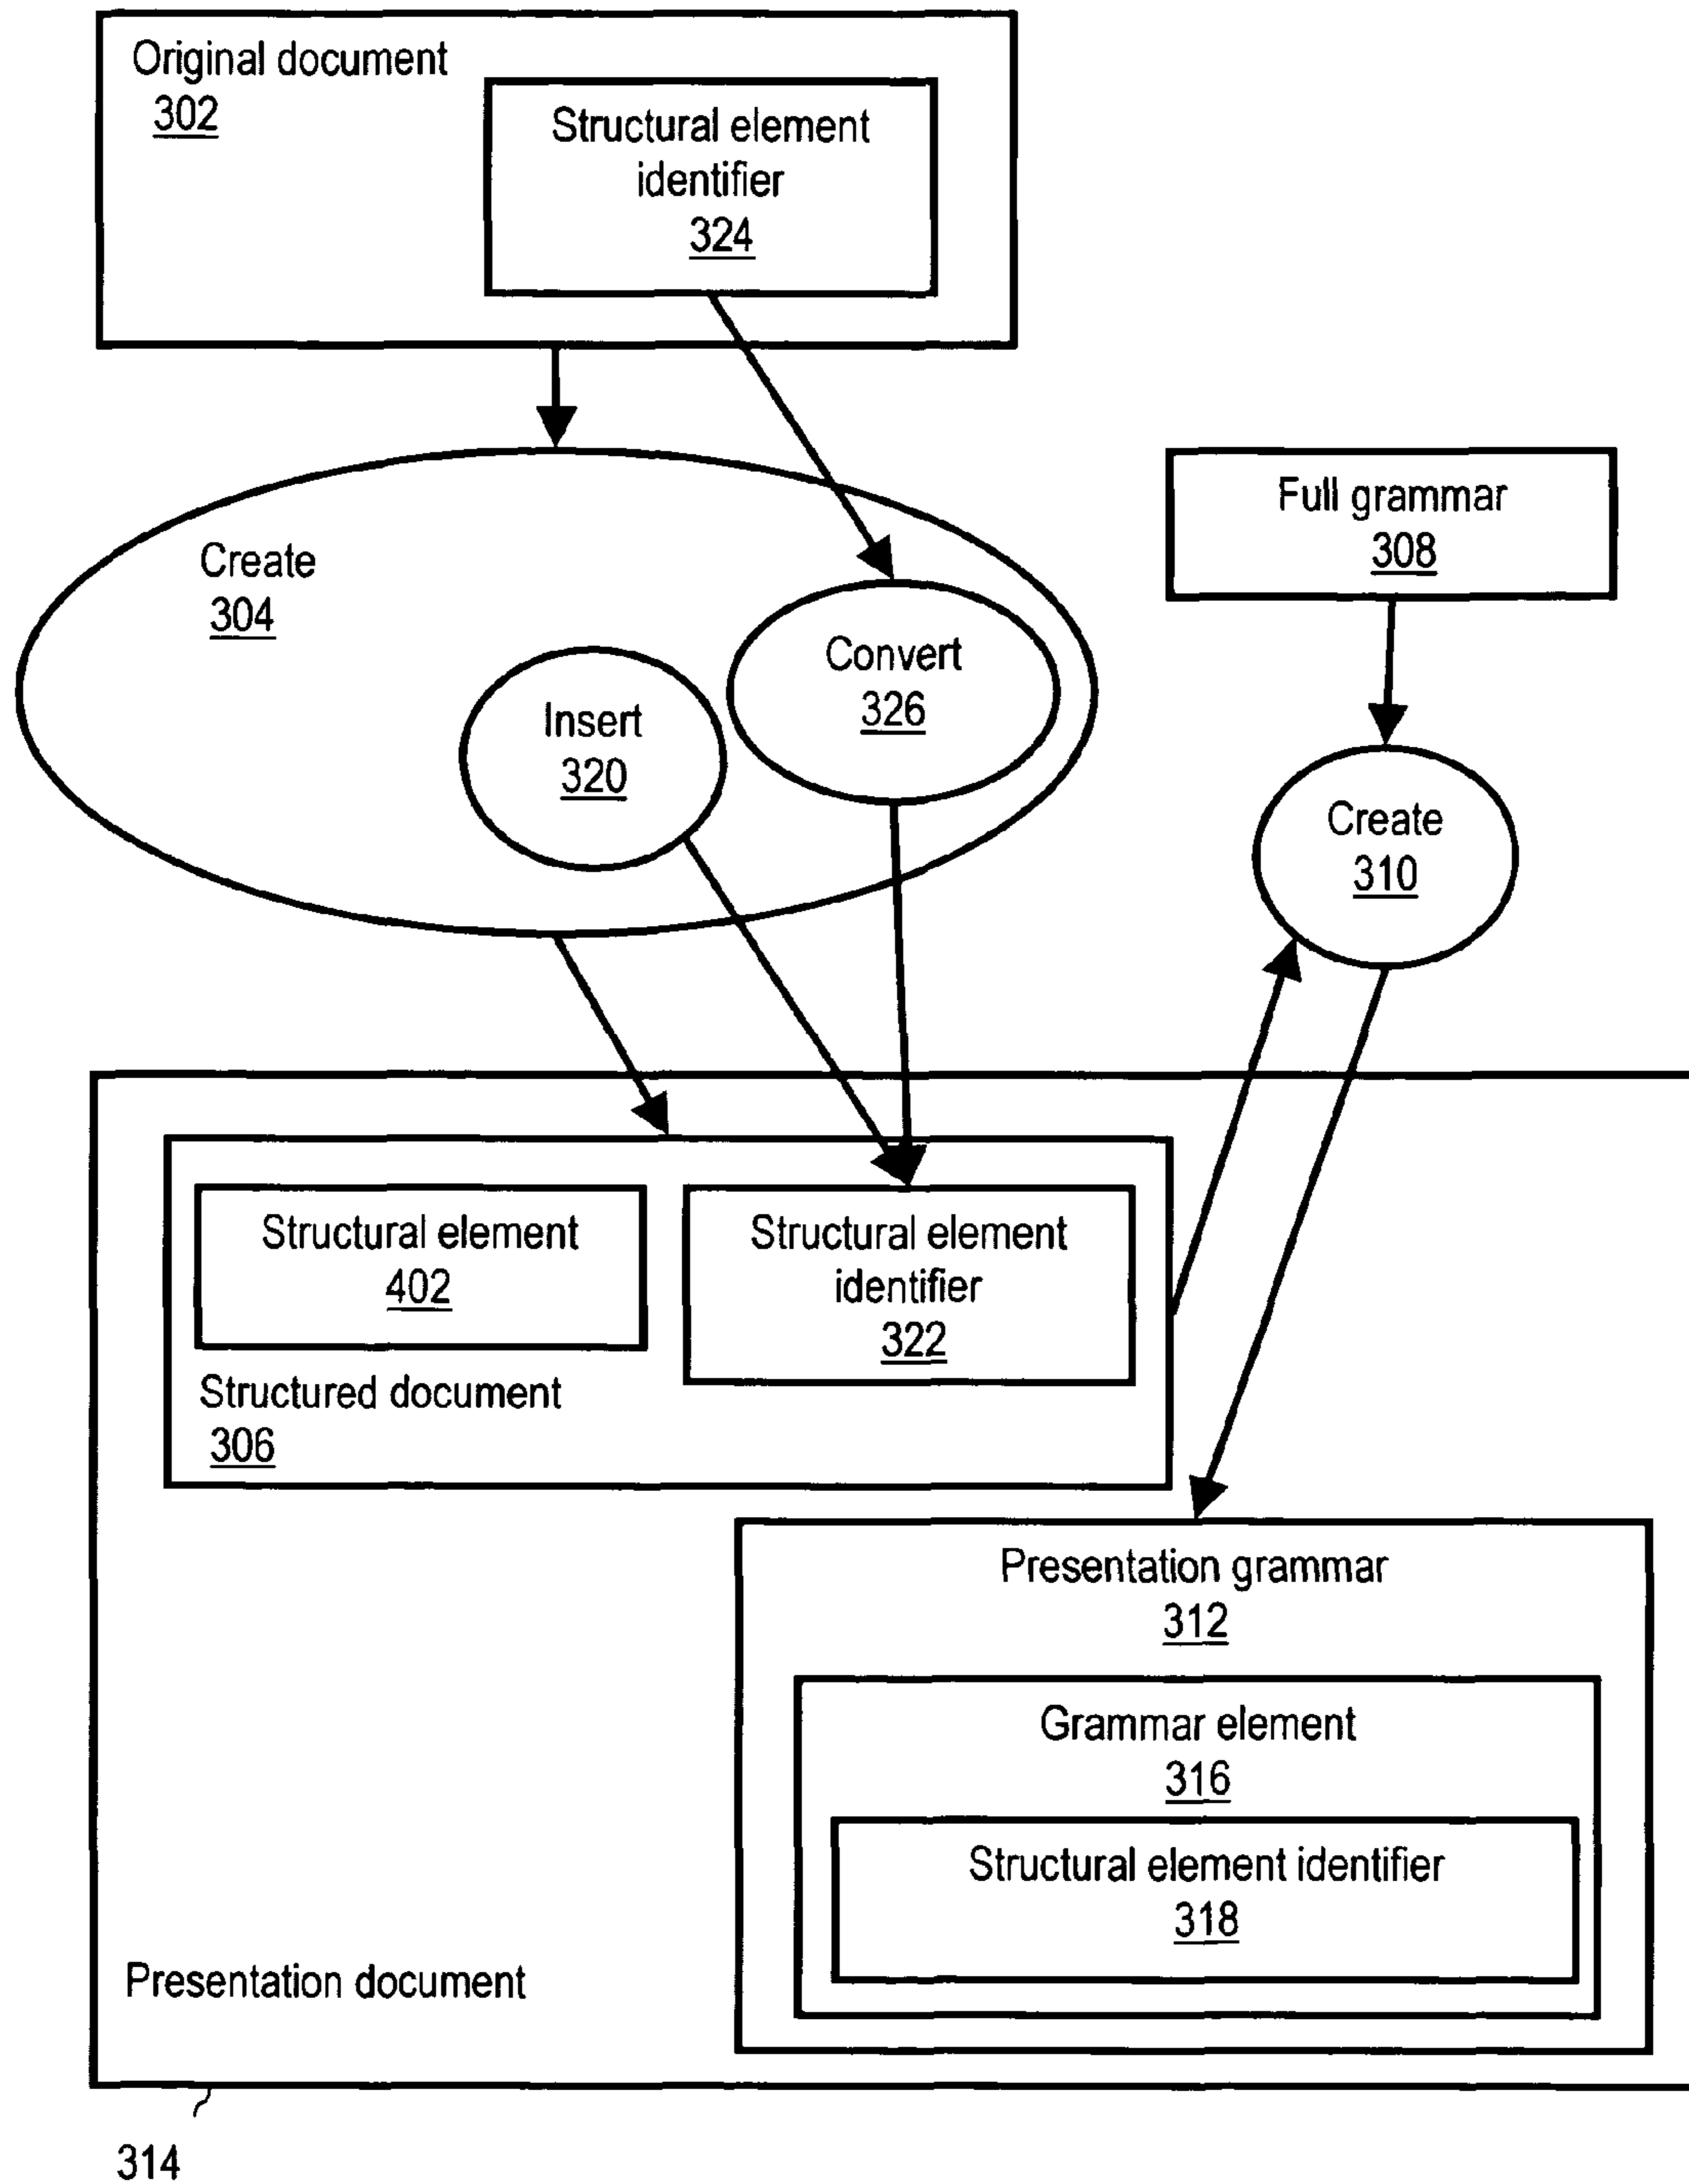 Original document
302
Structural element
identifier
324
Full grammar
308
Create
304
Convert
326
Insert
320
Create
310
Structural element
402
Structural element
identifier
322
Structured document
306
Presentation grammar
312
Grammar element
316
Structural element identifier
318
Presentation document
314